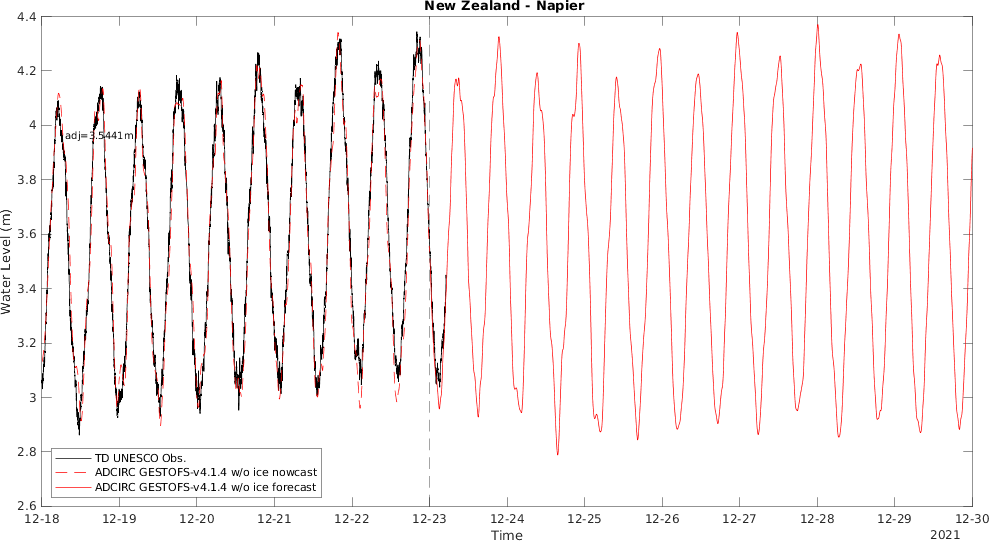 New Zealand - Napier
4.4
4.2
4
3.8
3.6
3.4
3.2
3
2.8
2.6
Water Level (m)
adj=3.5441m
TD UNESCO Obs.
ADCIRC GESTOFS-v4.1.4 w/o ice nowcast
ADCIRC GESTOFS-v4.1.4 w/o ice forecast
12-18 12-19 12-20 12-21 12-22 12-23 12-24 12-25 12-26 12-27 12-28 12-29 12-30
Time
2021